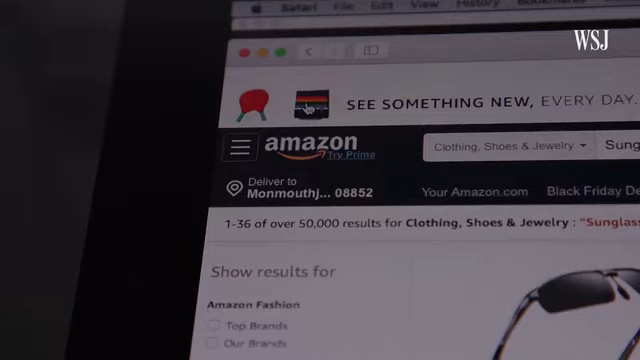 Safari File Edit View History Bookmarks
WSJ
SEE SOMETHING NEW, EVERY DAY.
amazon
Try Prime
Clothing, Shoes & Jewelry
Sung
Deliver to
Monmouthj... 08852
Your Amazon.com Black Friday De
1-36 of over 50,000 results for Clothing, Shoes & Jewelry : "Sunglas
Show results for
Amazon Fashion
Top Brands
Our Brands